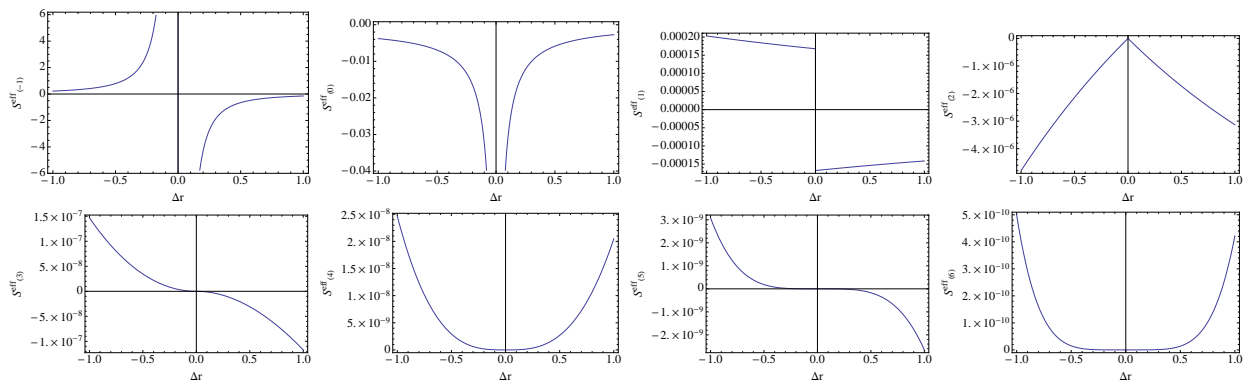 6
4
2
0
−2
−4
−6
−1.0 −0.5 0.0 0.5 1.0
Δr
S^eff_(−1)
0.00
−0.01
−0.02
−0.03
−0.04
−1.0 −0.5 0.0 0.5 1.0
Δr
S^eff_(0)
0.00020
0.00015
0.00010
0.00005
0.00000
−0.00005
−0.00010
−0.00015
−1.0 −0.5 0.0 0.5 1.0
Δr
S^eff_(1)
0
−1.×10⁻⁶
−2.×10⁻⁶
−3.×10⁻⁶
−4.×10⁻⁶
−1.0 −0.5 0.0 0.5 1.0
Δr
S^eff_(2)
1.5×10⁻⁷
1.×10⁻⁷
5.×10⁻⁸
0
−5.×10⁻⁸
−1.×10⁻⁷
−1.0 −0.5 0.0 0.5 1.0
Δr
S^eff_(3)
2.5×10⁻⁸
2.×10⁻⁸
1.5×10⁻⁸
1.×10⁻⁸
5.×10⁻⁹
0
−1.0 −0.5 0.0 0.5 1.0
Δr
S^eff_(4)
3.×10⁻⁹
2.×10⁻⁹
1.×10⁻⁹
0
−1.×10⁻⁹
−2.×10⁻⁹
−1.0 −0.5 0.0 0.5 1.0
Δr
S^eff_(5)
5.×10⁻¹⁰
4.×10⁻¹⁰
3.×10⁻¹⁰
2.×10⁻¹⁰
1.×10⁻¹⁰
0
−1.0 −0.5 0.0 0.5 1.0
Δr
S^eff_(6)